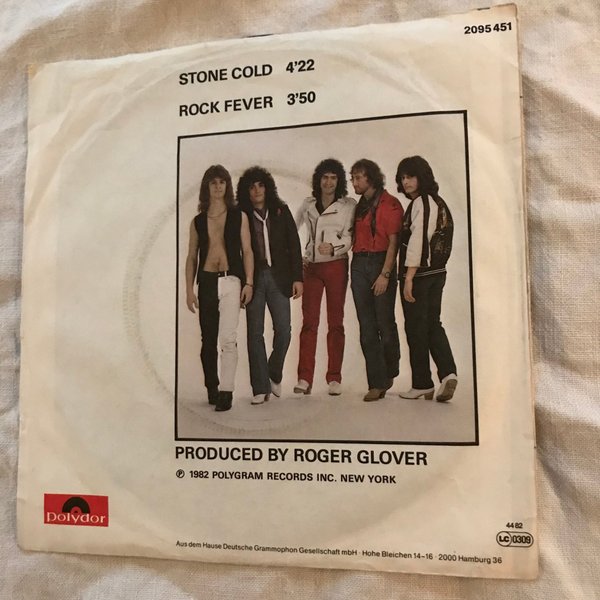 2095 451
STONE COLD 4'22
ROCK FEVER 3'50
PRODUCED BY ROGER GLOVER
℗ 1982 POLYGRAM RECORDS INC. NEW YORK
polydor
44 82
LC 0309
Aus dem Hause Deutsche Grammophon Gesellschaft mbH · Hohe Bleichen 14-16 · 2000 Hamburg 36